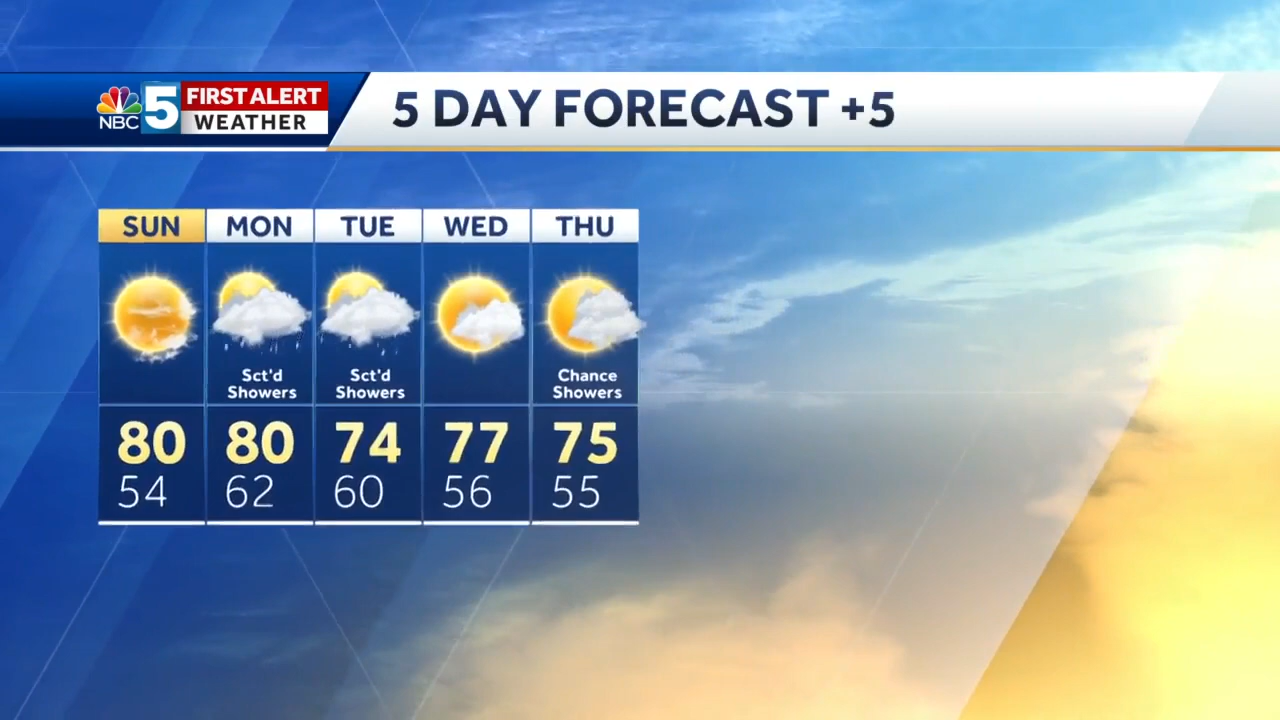 NBC 5 FIRST ALERT WEATHER
5 DAY FORECAST +5
SUN MON TUE WED THU
Sct'd Showers
Sct'd Showers
Chance Showers
80 80 74 77 75
54 62 60 56 55